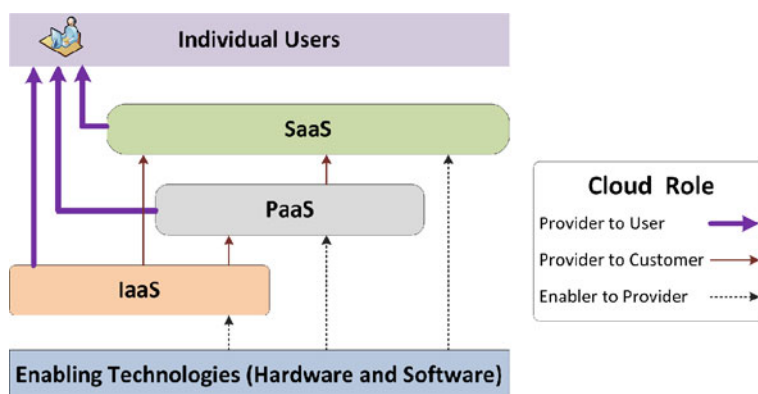 Individual Users
SaaS
PaaS
IaaS
Enabling Technologies (Hardware and Software)
Cloud Role
Provider to User
Provider to Customer
Enabler to Provider